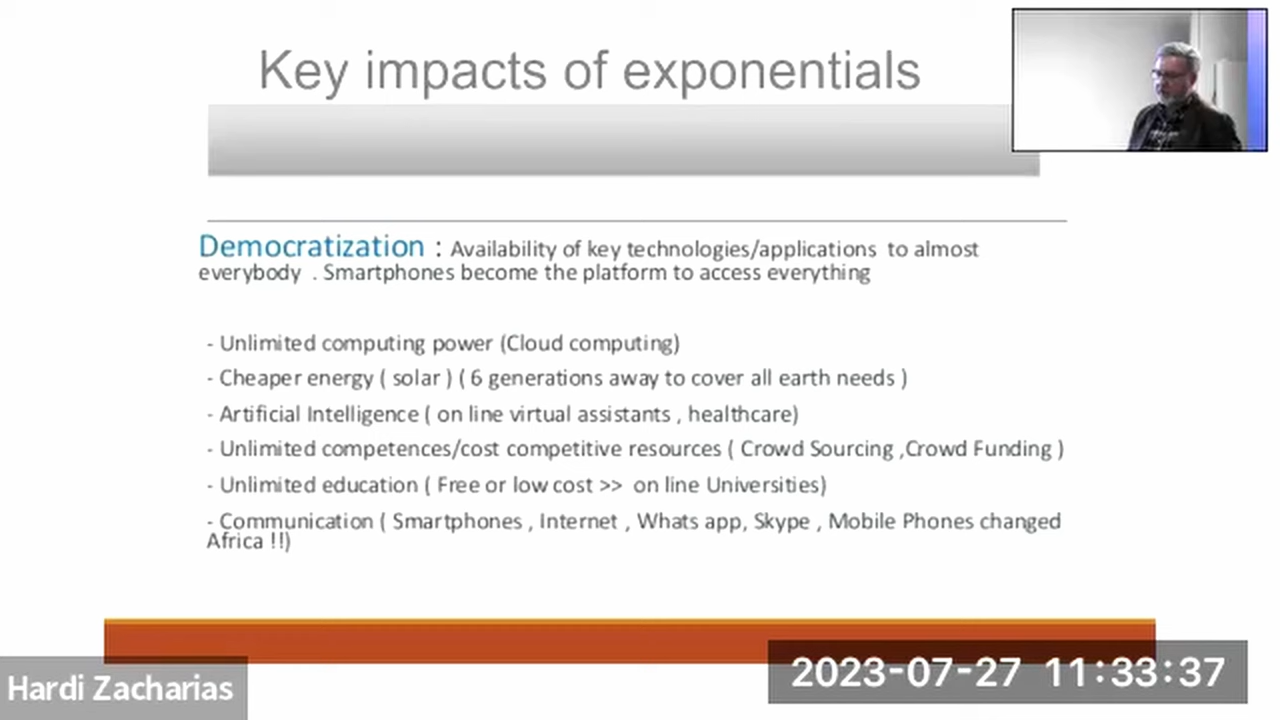 Key impacts of exponentials
Democratization : Availability of key technologies/applications to almost
everybody . Smartphones become the platform to access everything
- Unlimited computing power (Cloud computing)
- Cheaper energy ( solar ) ( 6 generations away to cover all earth needs )
- Artificial Intelligence ( on line virtual assistants , healthcare)
- Unlimited competences/cost competitive resources ( Crowd Sourcing ,Crowd Funding )
- Unlimited education ( Free or low cost >> on line Universities)
- Communication ( Smartphones , Internet , Whats app, Skype , Mobile Phones changed
Africa !!)
Hardi Zacharias
2023-07-27 11:33:37